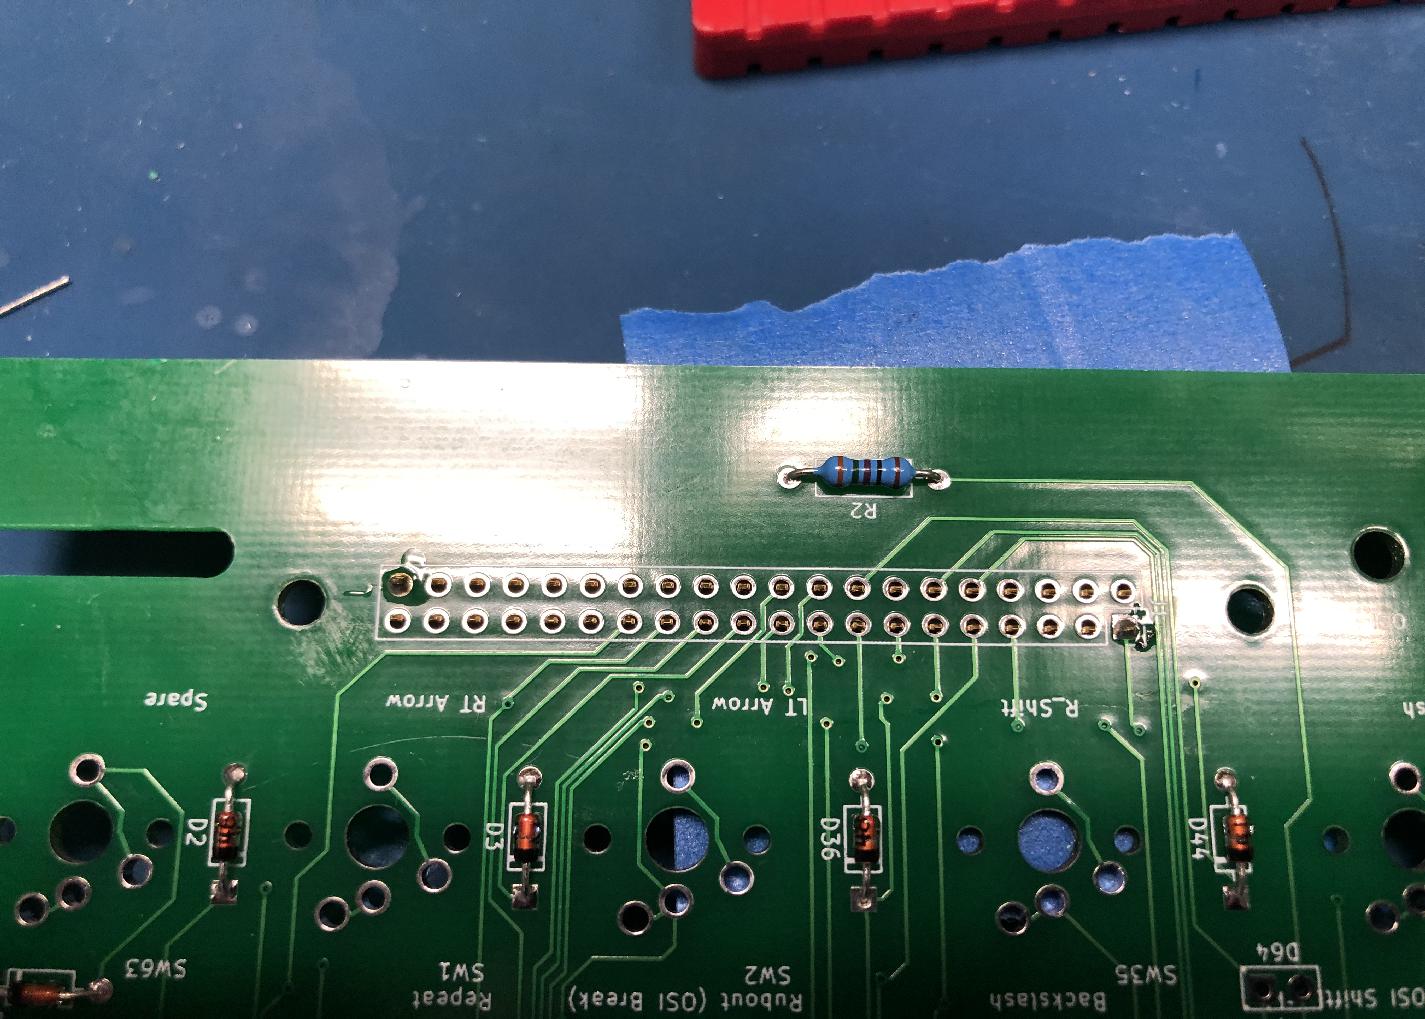 OSI Shift
Backslash
Rubout (OSI Break)
Repeat
SW35
SW2
SW1
SW63
D64
D44
D36
D3
D2
sh
R_Shift
LT Arrow
RT Arrow
Spare
R2